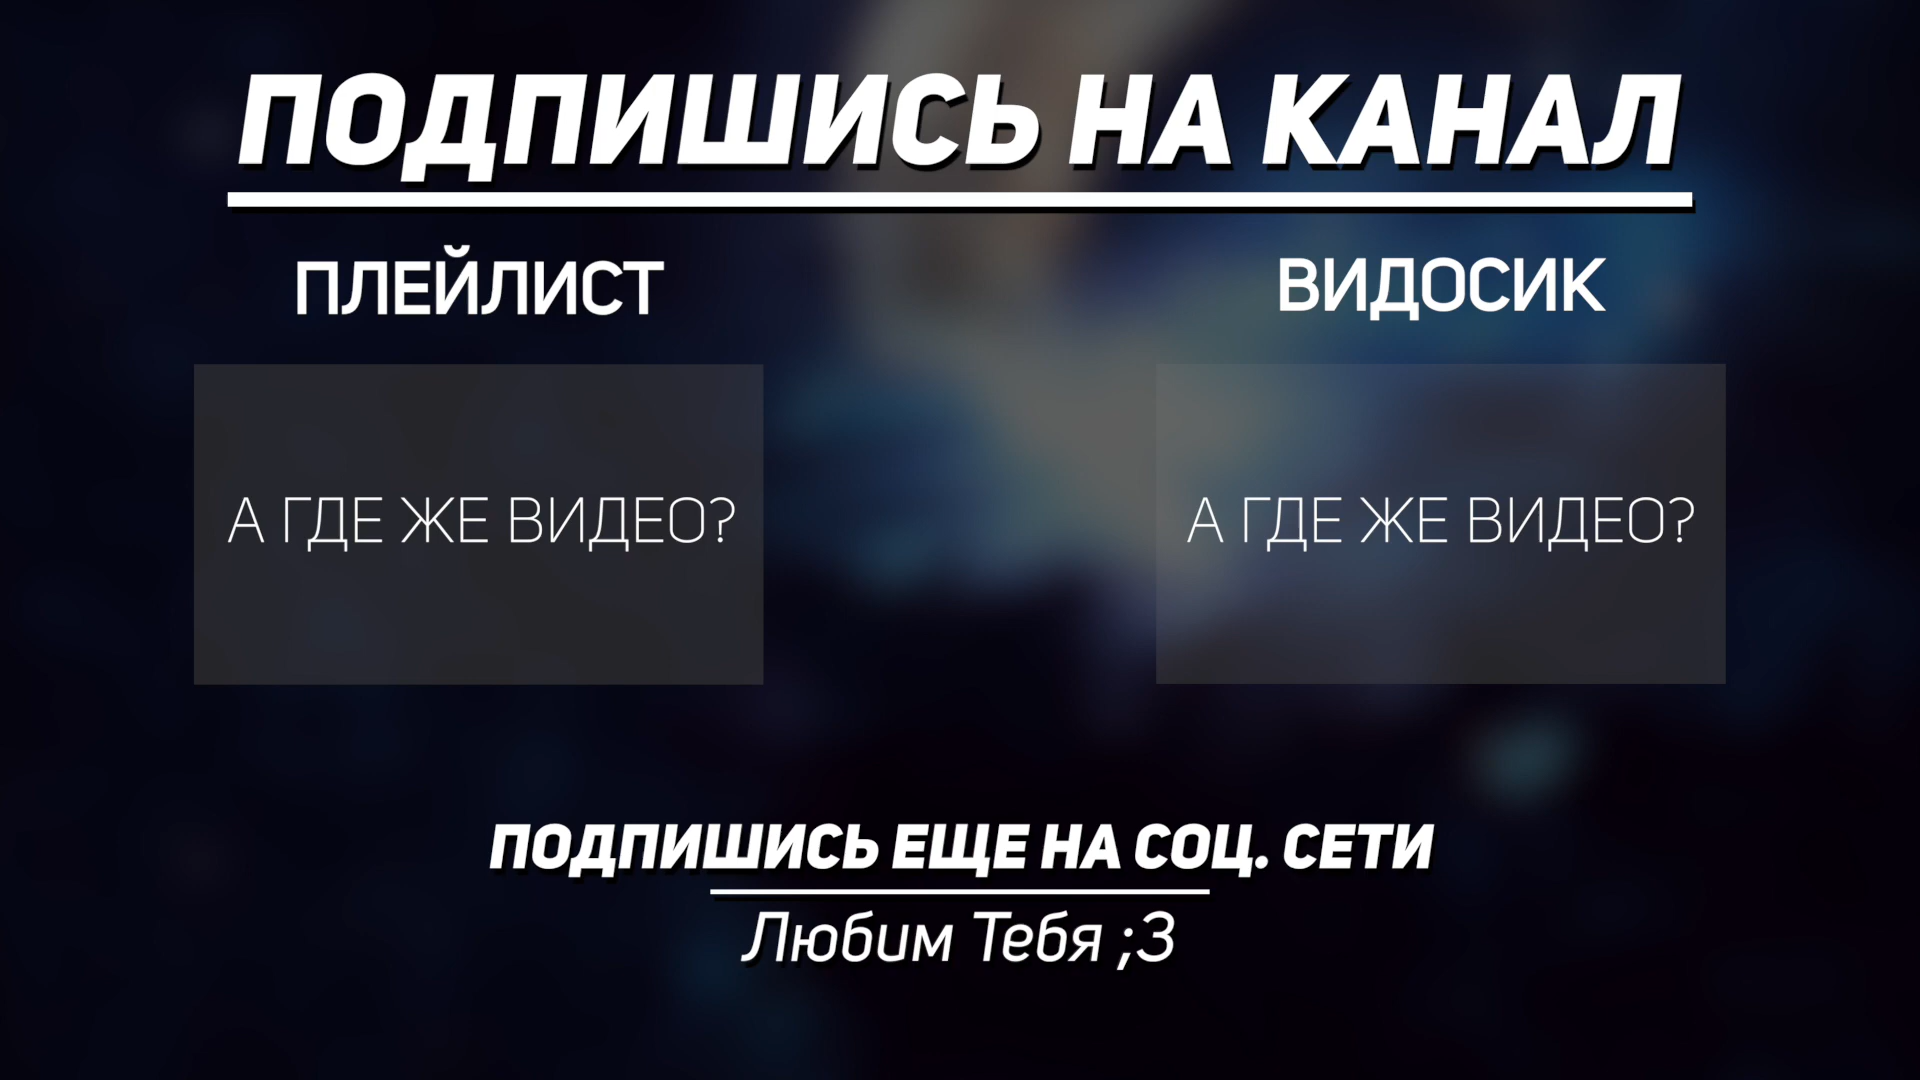 ПОДПИШИСЬ НА КАНАЛ
ПЛЕЙЛИСТ
ВИДОСИК
А ГДЕ ЖЕ ВИДЕО?
А ГДЕ ЖЕ ВИДЕО?
ПОДПИШИСЬ ЕЩЕ НА СОЦ. СЕТИ
Любим Тебя ;3